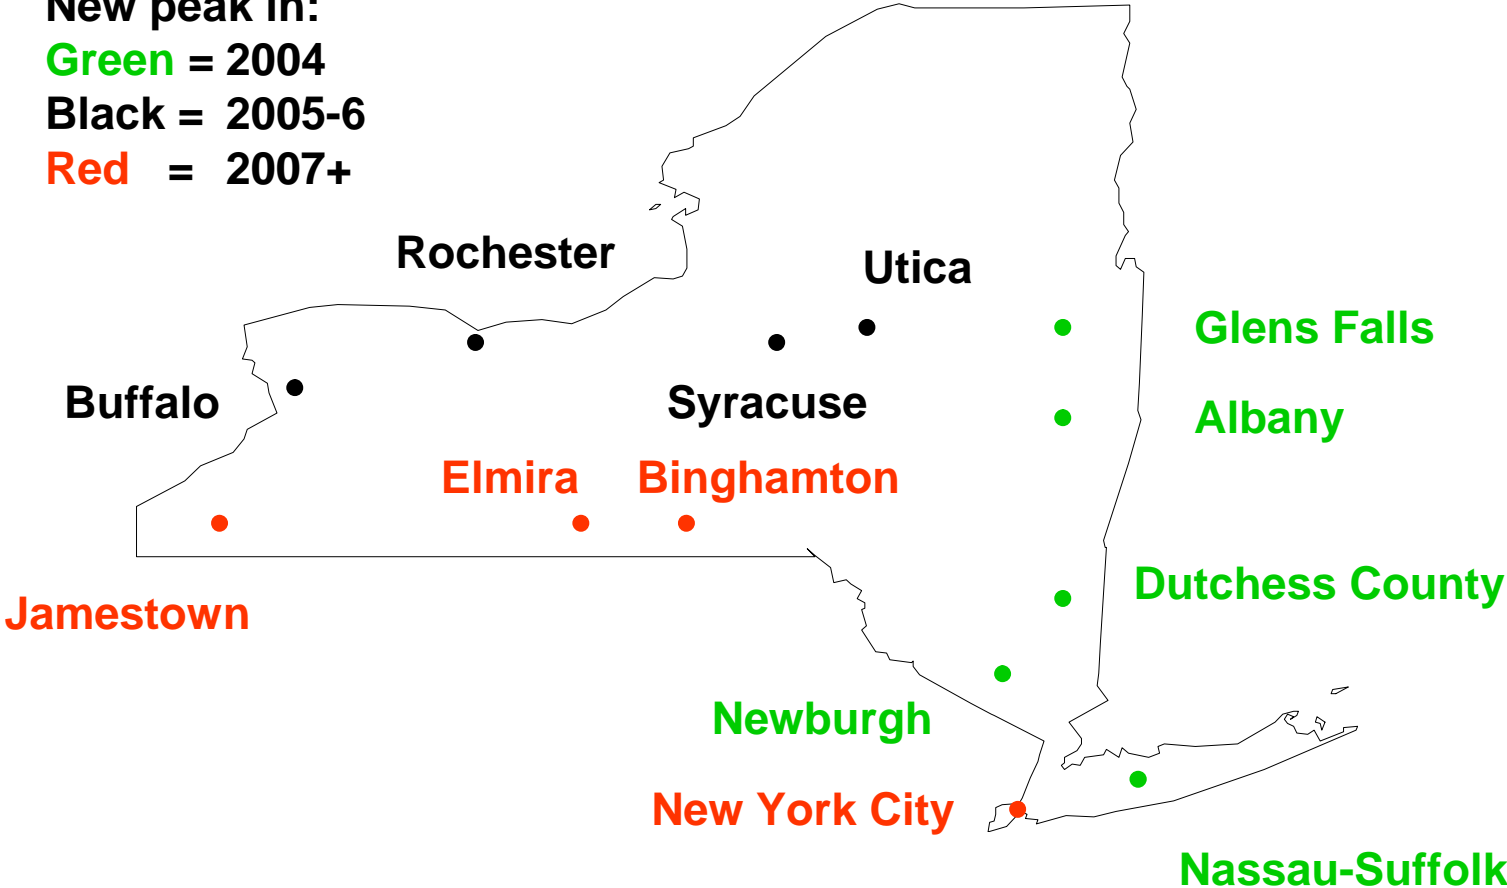 New peak in:
Green = 2004
Black = 2005-6
Red = 2007+
Rochester
Utica
Glens Falls
Buffalo
Syracuse
Albany
Elmira
Binghamton
Dutchess County
Jamestown
Newburgh
New York City
Nassau-Suffolk